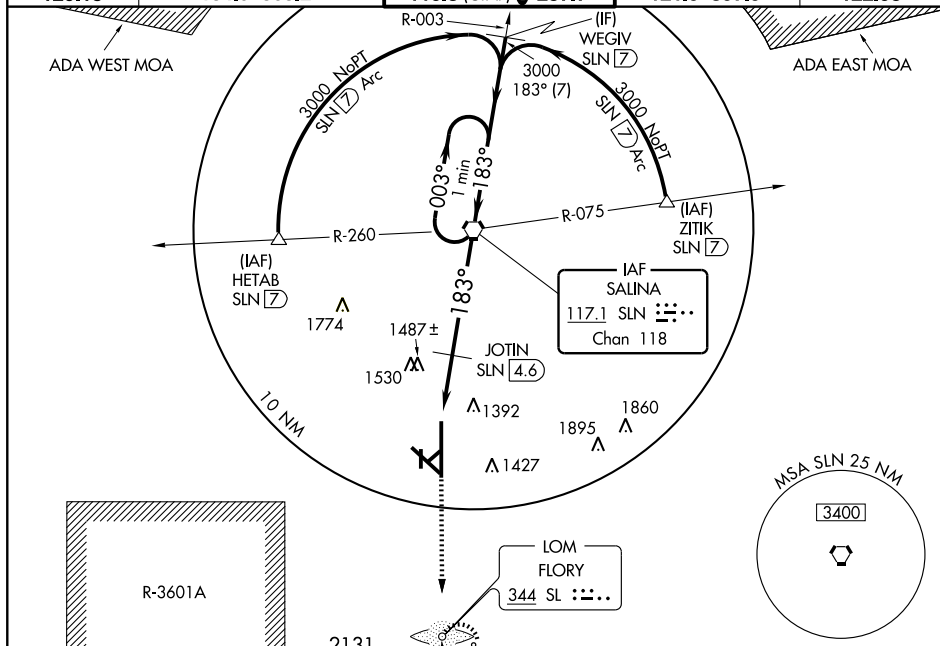 R-003
(IF)
WEGIV
SLN 7
ADA WEST MOA
ADA EAST MOA
3000
183° (7)
3000 NoPT
SLN 7 Arc
3000 NoPT
SLN 7 Arc
003°
1 min
183°
R-260
R-075
(IAF)
HETAB
SLN 7
(IAF)
ZITIK
SLN 7
183°
IAF
SALINA
117.1 SLN
Chan 118
1774
1487 ±
1530
JOTIN
SLN 4.6
1392
1860
1895
1427
10 NM
MSA SLN 25 NM
3400
R-3601A
LOM
FLORY
344 SL
2131